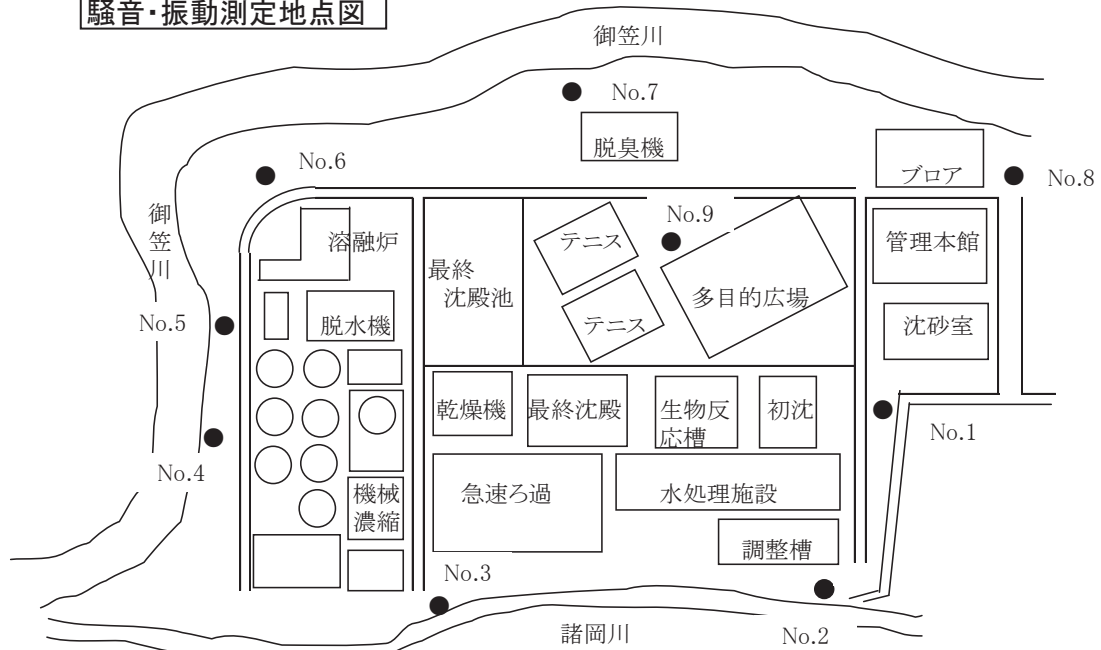 騒音・振動測定地点図
御笠川
No.7
脱臭機
No.6
ブロア
No.8
御笠川
No.9
溶融炉
テニス
管理本館
最終
沈殿池
多目的広場
No.5
脱水機
テニス
沈砂室
乾燥機
最終沈殿
生物反
応槽
初沈
No.1
No.4
機械
濃縮
急速ろ過
水処理施設
調整槽
No.3
諸岡川
No.2